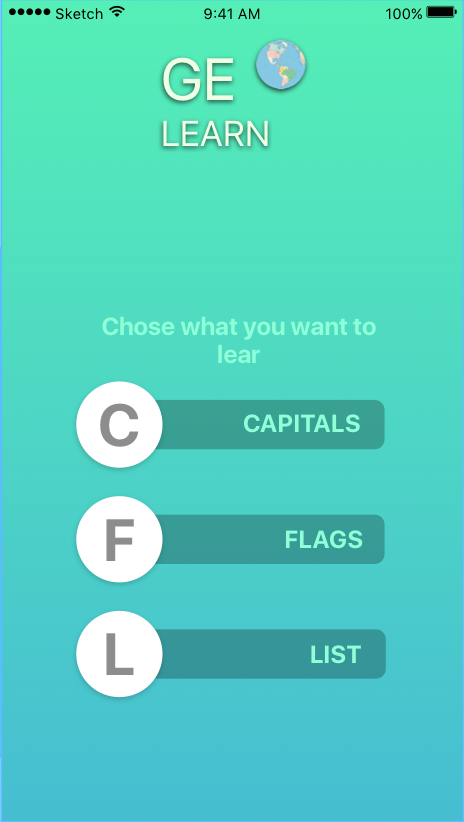 Sketch 9:41 AM 100%
GE
LEARN
Chose what you want to
lear
C CAPITALS
F FLAGS
L LIST